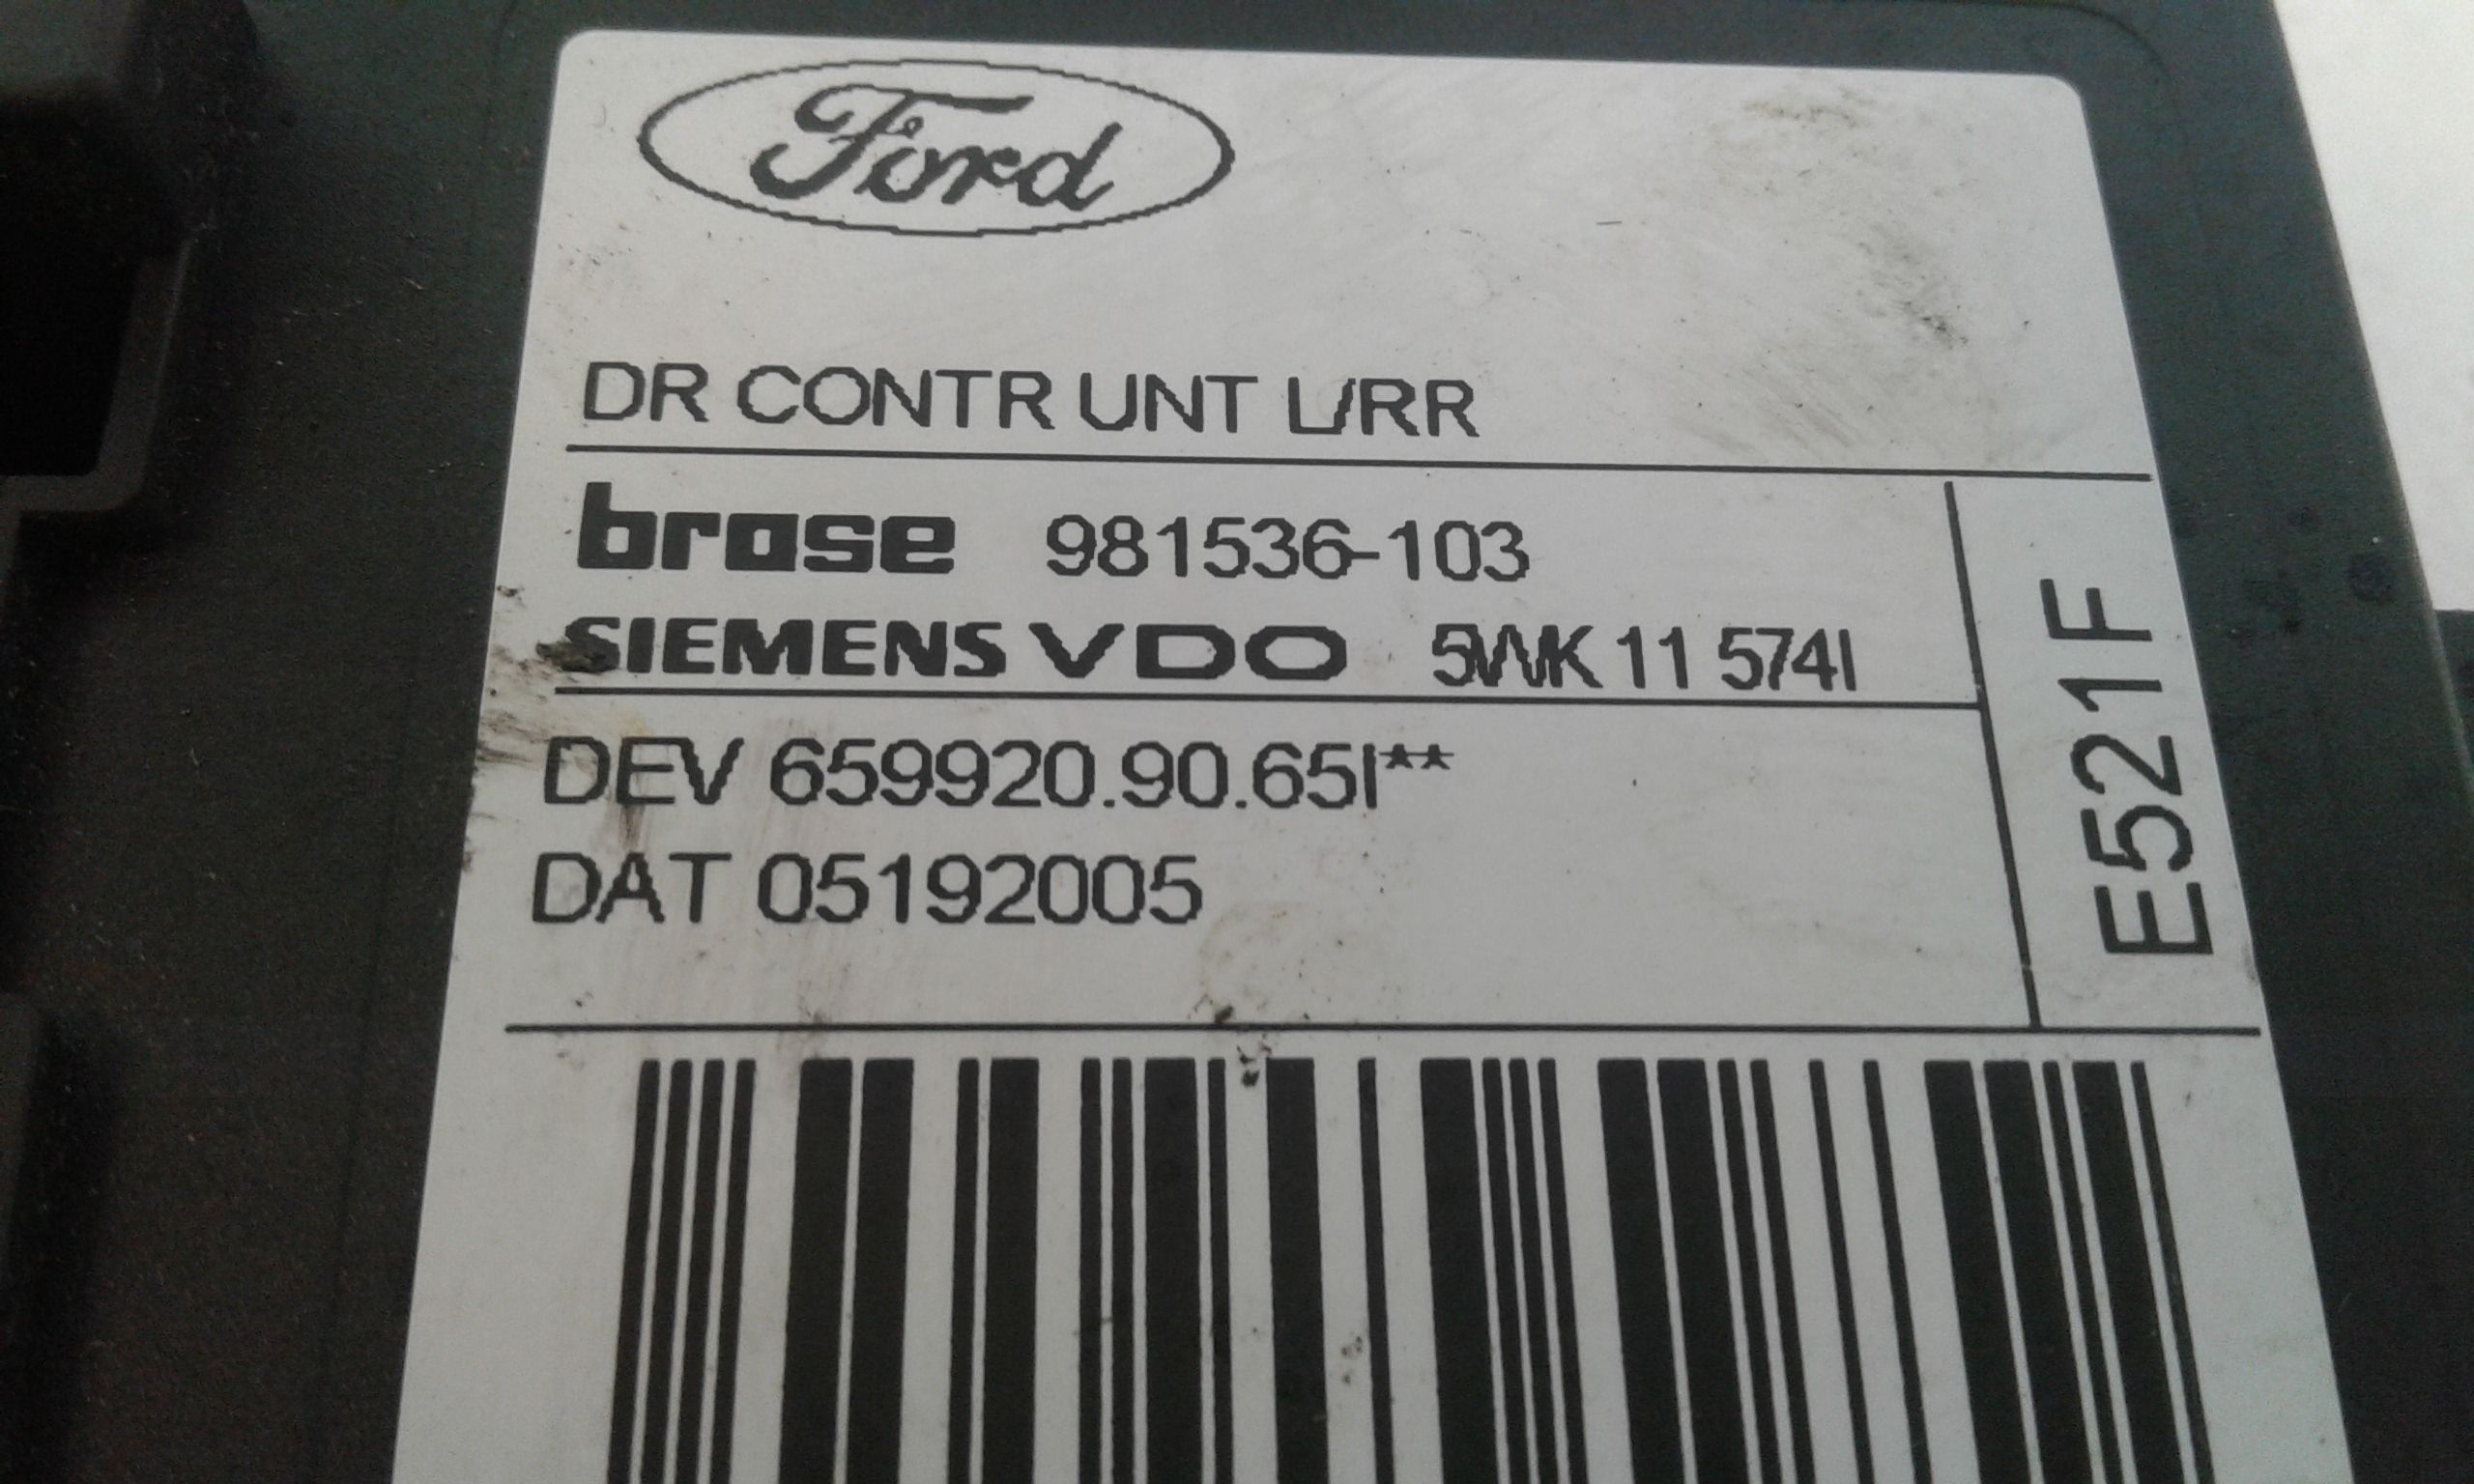 Ford
DR CONTR UNT L/RR
brose 981536-103
SIEMENS VDO 5WK 11 574I
DEV 659920.90.65I**
DAT 05192005
E521F